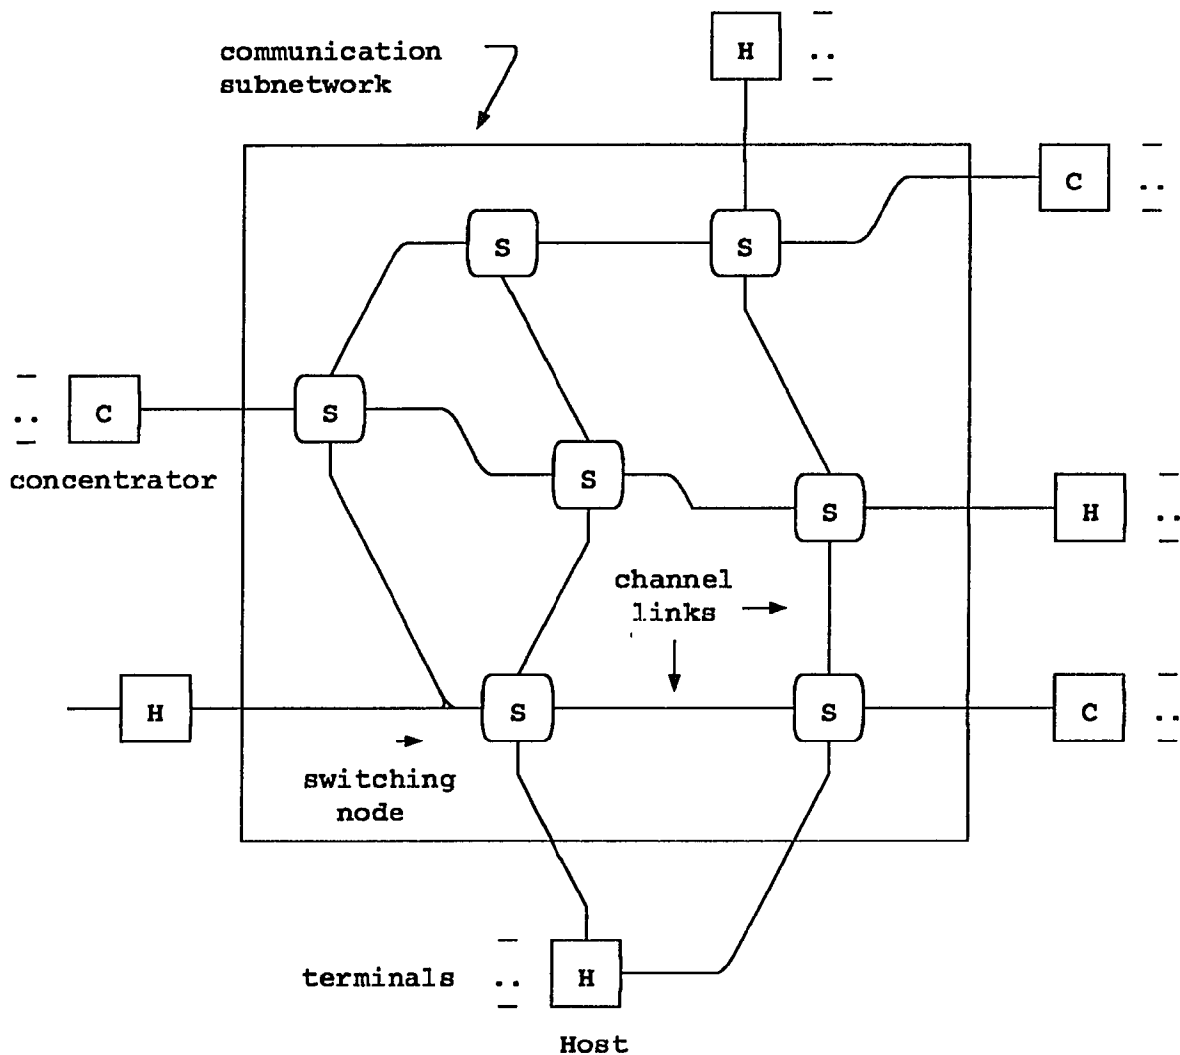 communication
subnetwork
H
..
C
..
S
S
..
C
S
concentrator
S
S
H
..
channel
links
H
S
S
C
..
switching
node
terminals
..
H
Host